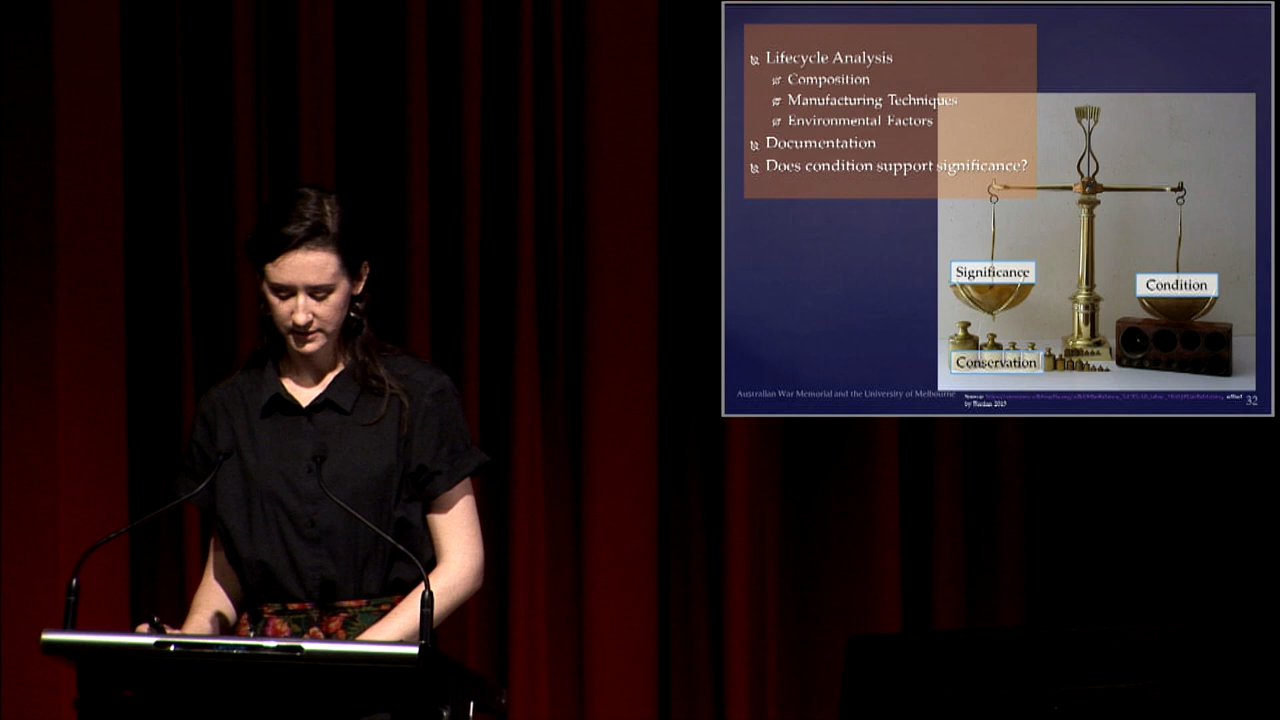 Lifecycle Analysis
Composition
Manufacturing Techniques
Environmental Factors
Documentation
Does condition support significance?
Significance
Condition
Conservation
Australian War Memorial and the University of Melbourne
32